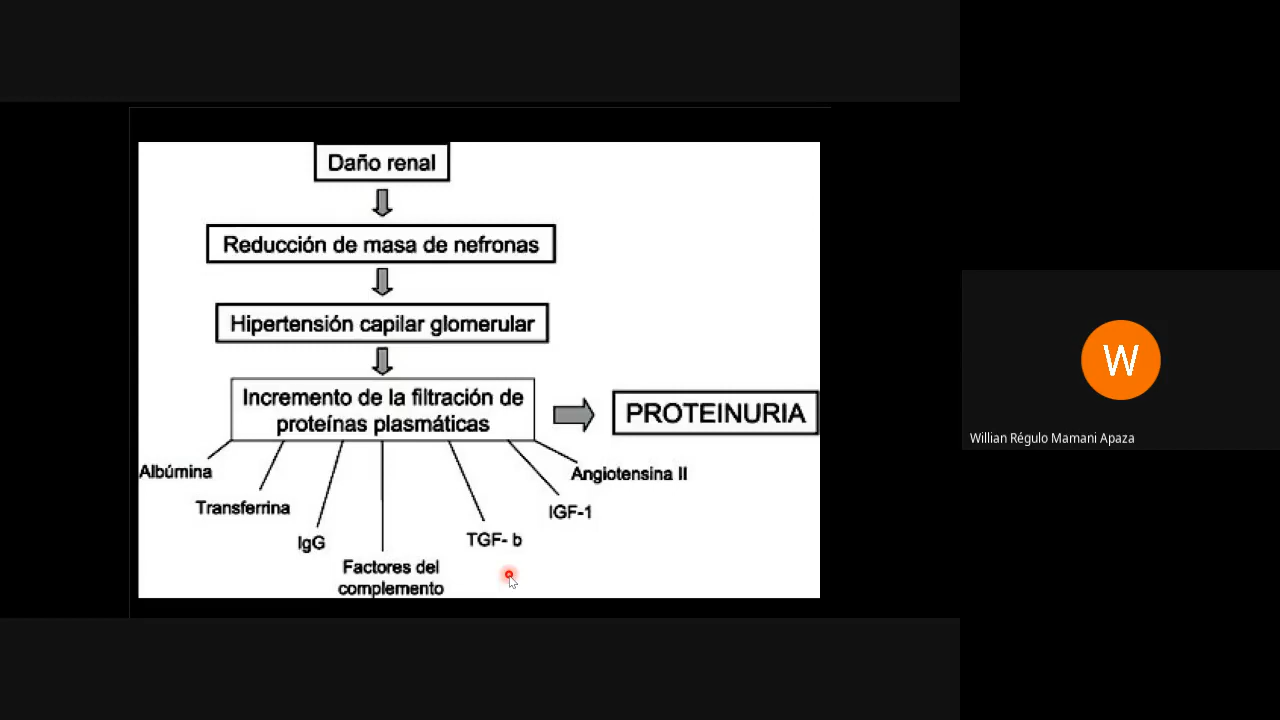 Daño renal
Reducción de masa de nefronas
Hipertensión capilar glomerular
Incremento de la filtración de
proteínas plasmáticas
PROTEINURIA
Albúmina
Transferrina
IgG
Factores del
complemento
TGF- b
IGF-1
Angiotensina II
W
Willian Régulo Mamani Apaza